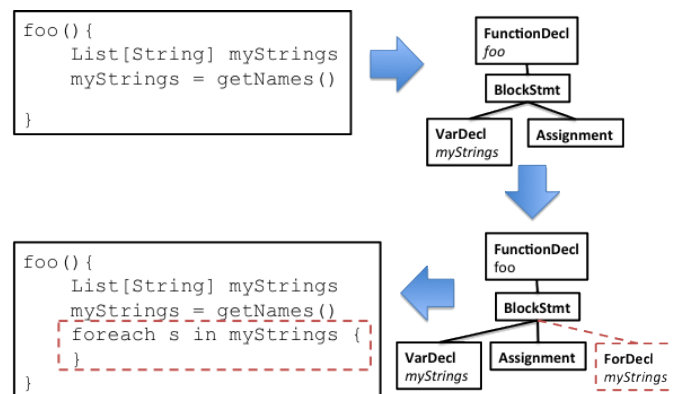 foo(){
List[String] myStrings
myStrings = getNames()
}
FunctionDecl
foo
BlockStmt
VarDecl
myStrings
Assignment
foo(){
List[String] myStrings
myStrings = getNames()
foreach s in myStrings {
}
}
FunctionDecl
foo
BlockStmt
VarDecl
myStrings
Assignment
ForDecl
myStrings